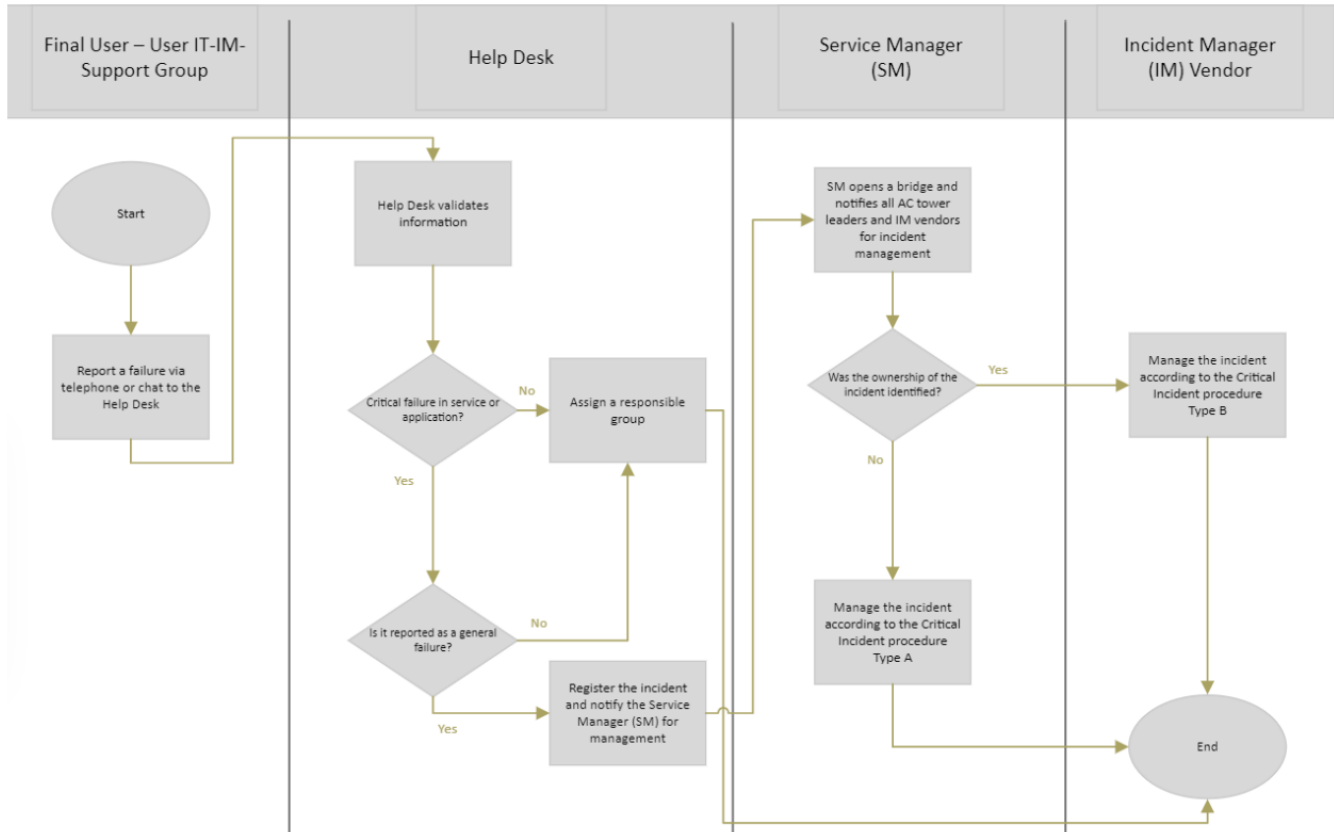 Final User – User IT-IM-
Support Group
Help Desk
Service Manager
(SM)
Incident Manager
(IM) Vendor
Start
Report a failure via
telephone or chat to the
Help Desk
Help Desk validates
information
Critical failure in service or
application?
No
Assign a responsible
group
Yes
Is it reported as a general
failure?
No
Yes
Register the incident
and notify the Service
Manager (SM) for
management
SM opens a bridge and
notifies all AC tower
leaders and IM vendors
for incident
management
Was the ownership of the
incident identified?
Yes
No
Manage the incident
according to the Critical
Incident procedure
Type A
Manage the incident
according to the Critical
Incident procedure
Type B
End